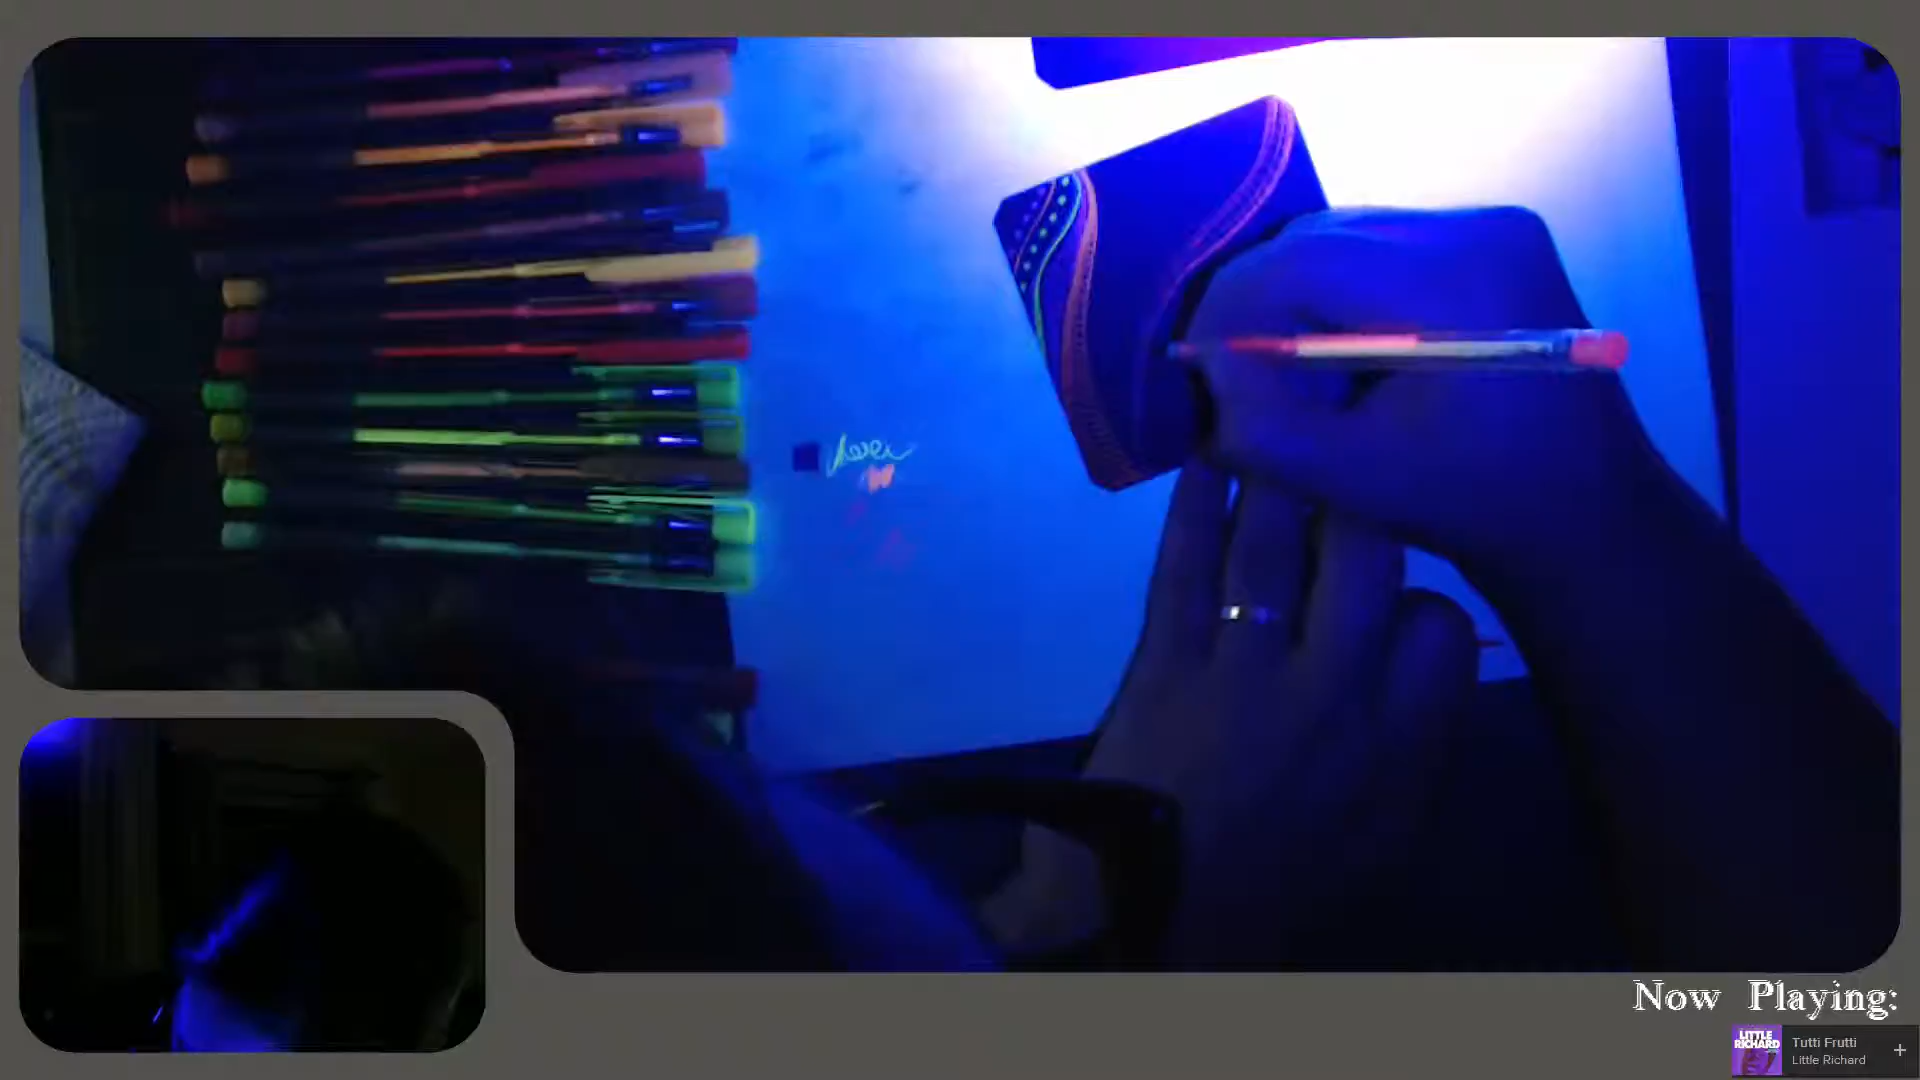 Now Playing:
LITTLE
RICHARD
Tutti Frutti
Little Richard